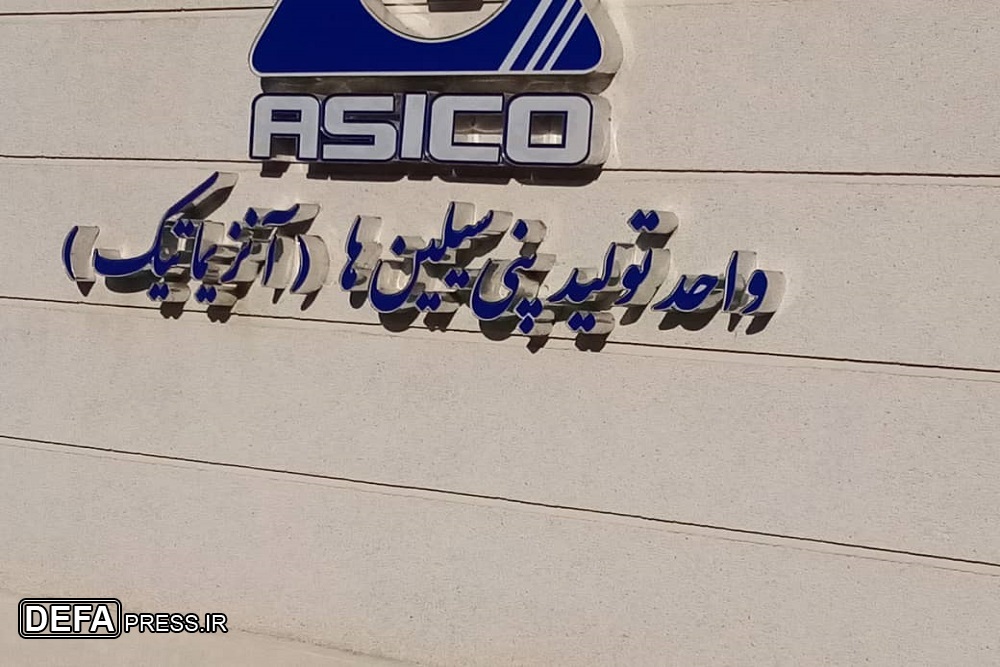 ASICO
واحد تولید پنی سیلین ها (آنزیماتیک)
DEFAPRESS.IR